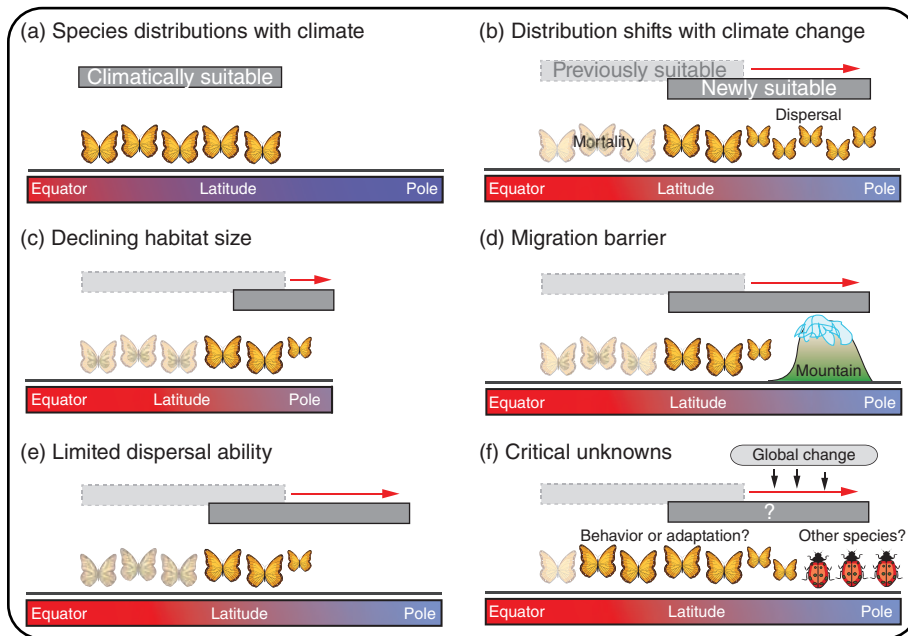 (a) Species distributions with climate
Climatically suitable
Equator Latitude Pole
(b) Distribution shifts with climate change
Previously suitable
Newly suitable
Dispersal
Mortality
Equator Latitude Pole
(c) Declining habitat size
Equator Latitude Pole
(d) Migration barrier
Mountain
Equator Latitude Pole
(e) Limited dispersal ability
Equator Latitude Pole
(f) Critical unknowns
Global change
?
Behavior or adaptation? Other species?
Equator Latitude Pole